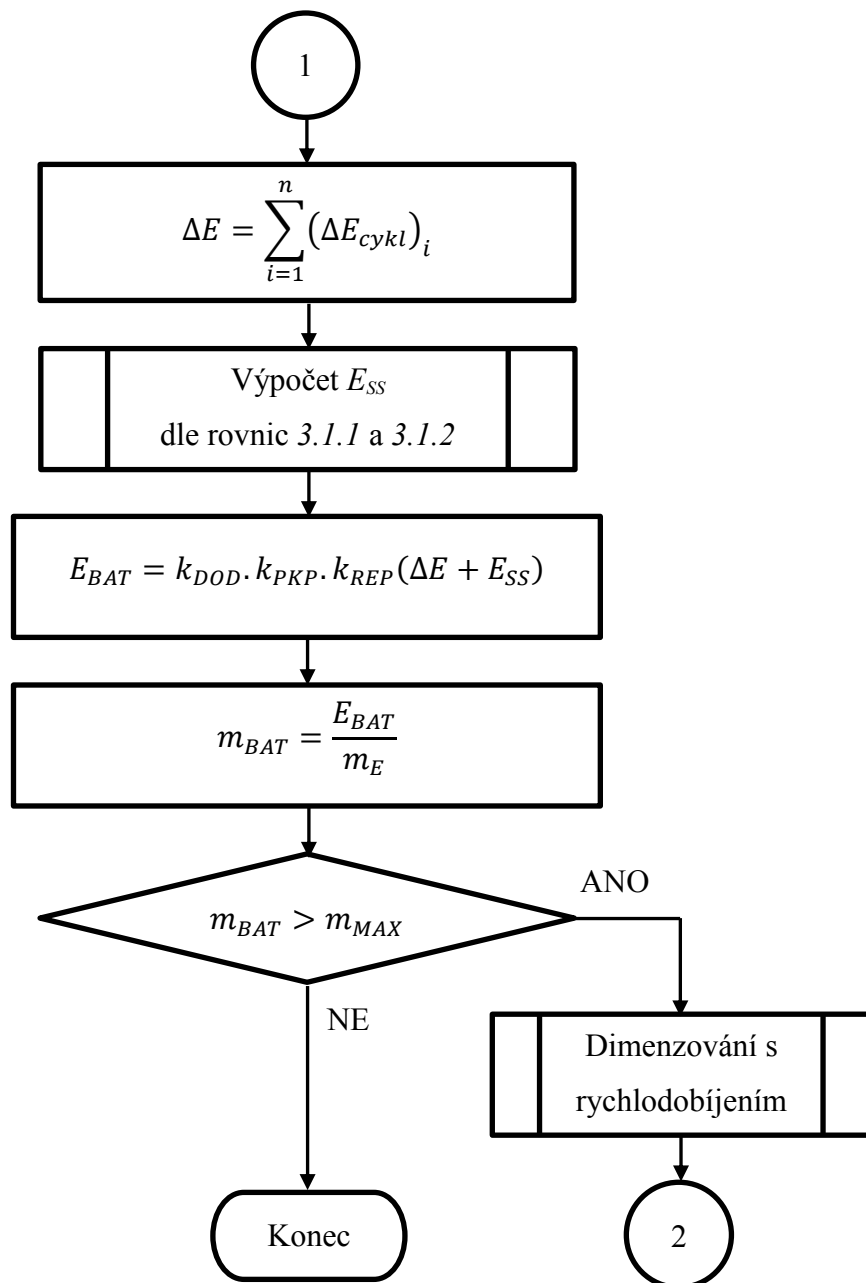 1
ΔE = ∑_{i=1}^{n} (ΔE_{cykl})_i
Výpočet E_{SS}
dle rovnic 3.1.1 a 3.1.2
E_{BAT} = k_{DOD}. k_{PKP}. k_{REP}(ΔE + E_{SS})
m_{BAT} = \frac{E_{BAT}}{m_E}
m_{BAT} > m_{MAX}
ANO
NE
Dimenzování s
rychlodobíjením
Konec
2